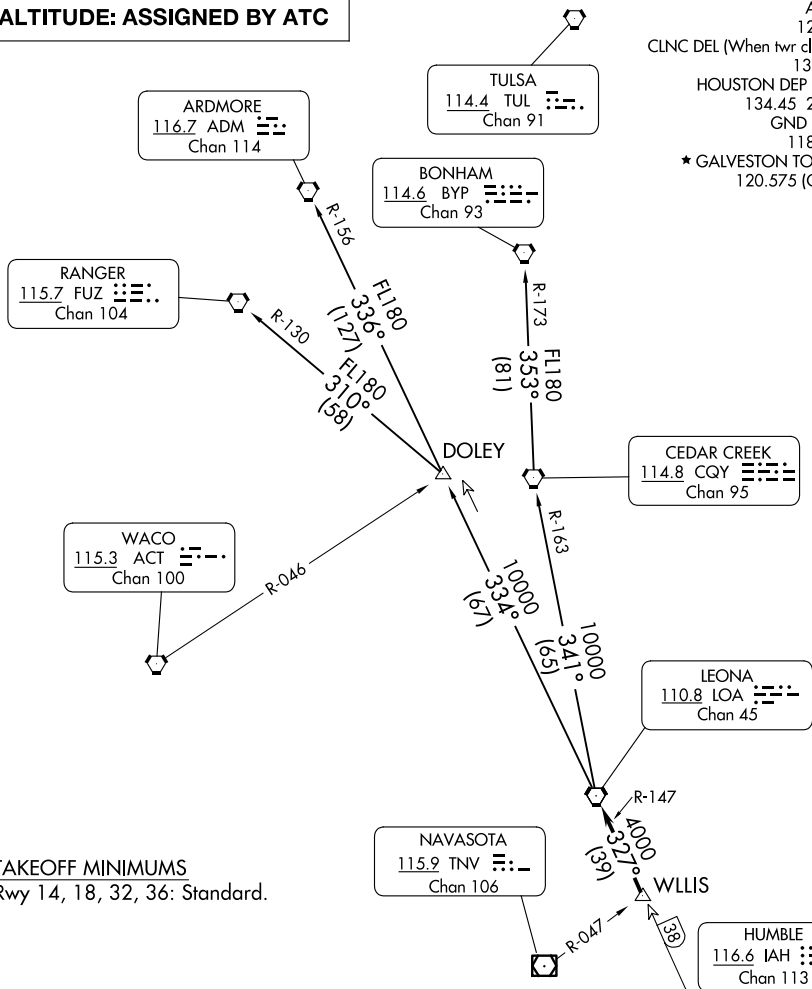 ALTITUDE: ASSIGNED BY ATC
CLNC DEL (When twr cl
HOUSTON DEP
134.45 2
GND
118
★ GALVESTON TO
120.575 (C
TULSA
114.4 TUL
Chan 91
ARDMORE
116.7 ADM
Chan 114
BONHAM
114.6 BYP
Chan 93
RANGER
115.7 FUZ
Chan 104
R-156
R-173
R-130
FL180
336°
(127)
FL180
310°
(58)
FL180
353°
(81)
DOLEY
CEDAR CREEK
114.8 CQY
Chan 95
WACO
115.3 ACT
Chan 100
R-046
R-163
10000
334°
(67)
10000
341°
(65)
LEONA
110.8 LOA
Chan 45
R-147
4000
327°
(39)
WLLIS
NAVASOTA
115.9 TNV
Chan 106
R-047
38
HUMBLE
116.6 IAH
Chan 113
TAKEOFF MINIMUMS
Rwy 14, 18, 32, 36: Standard.